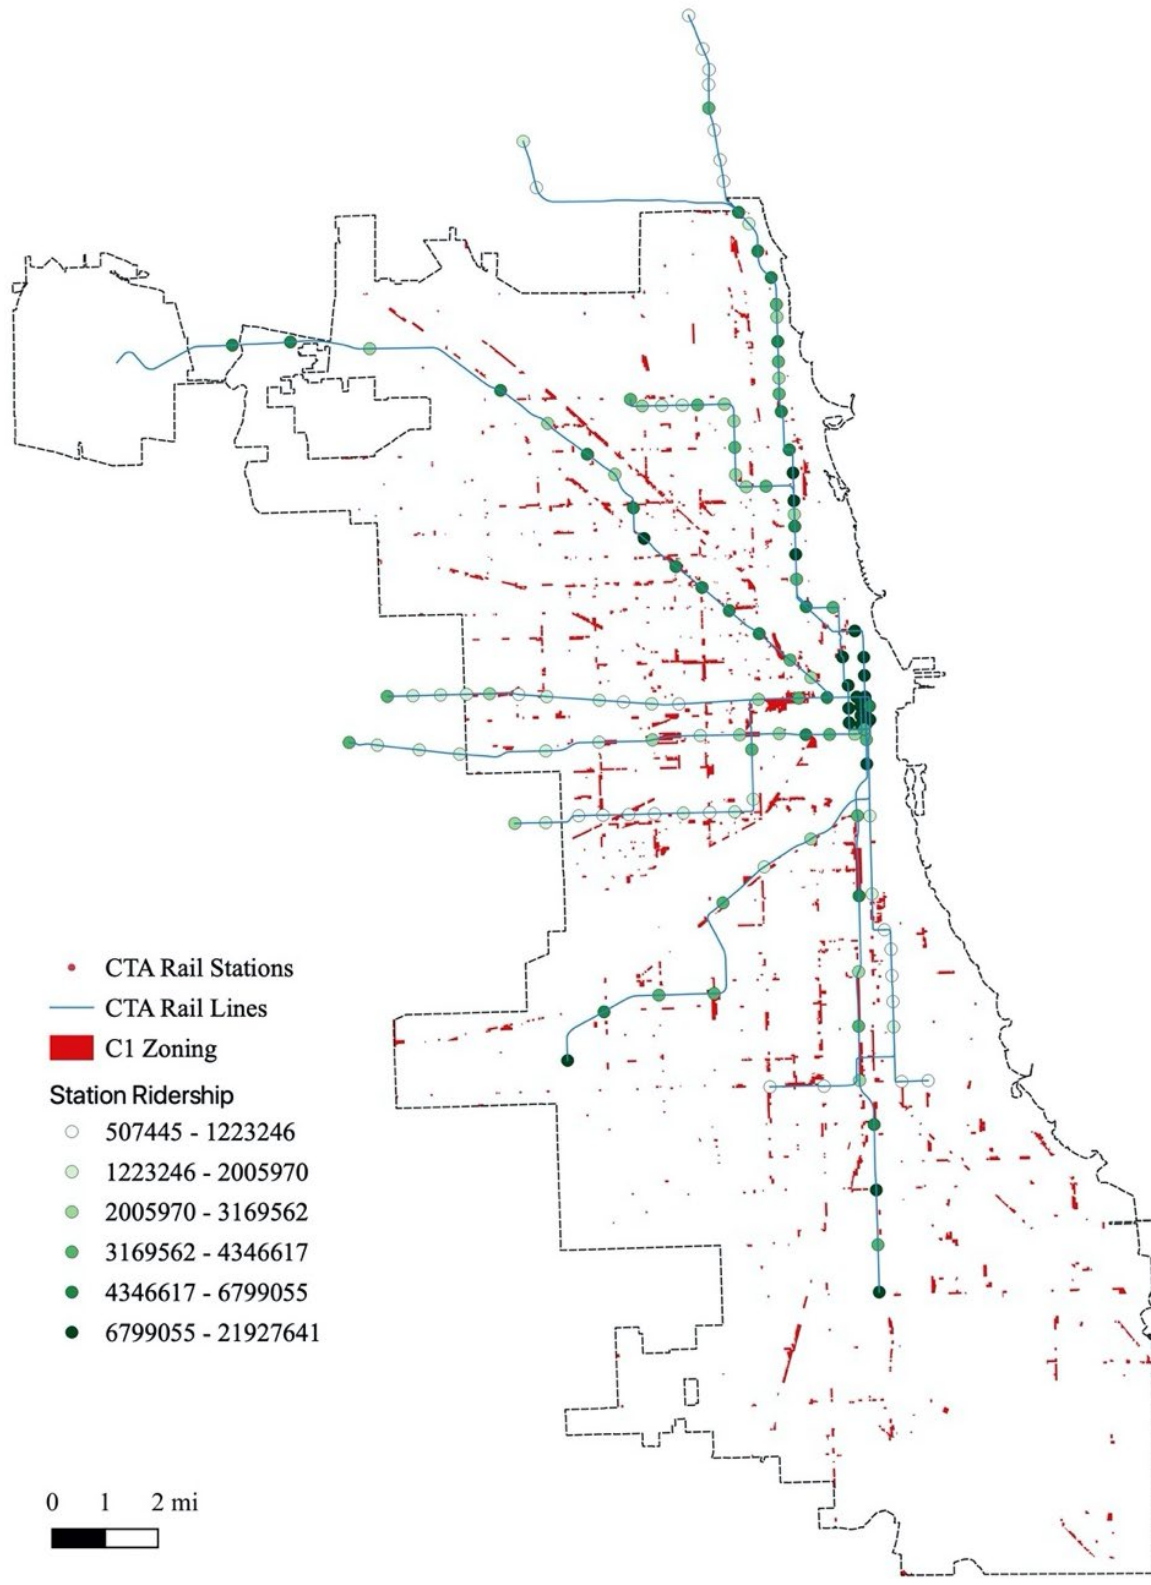 CTA Rail Stations
CTA Rail Lines
C1 Zoning
Station Ridership
507445 - 1223246
1223246 - 2005970
2005970 - 3169562
3169562 - 4346617
4346617 - 6799055
6799055 - 21927641
0 1 2 mi